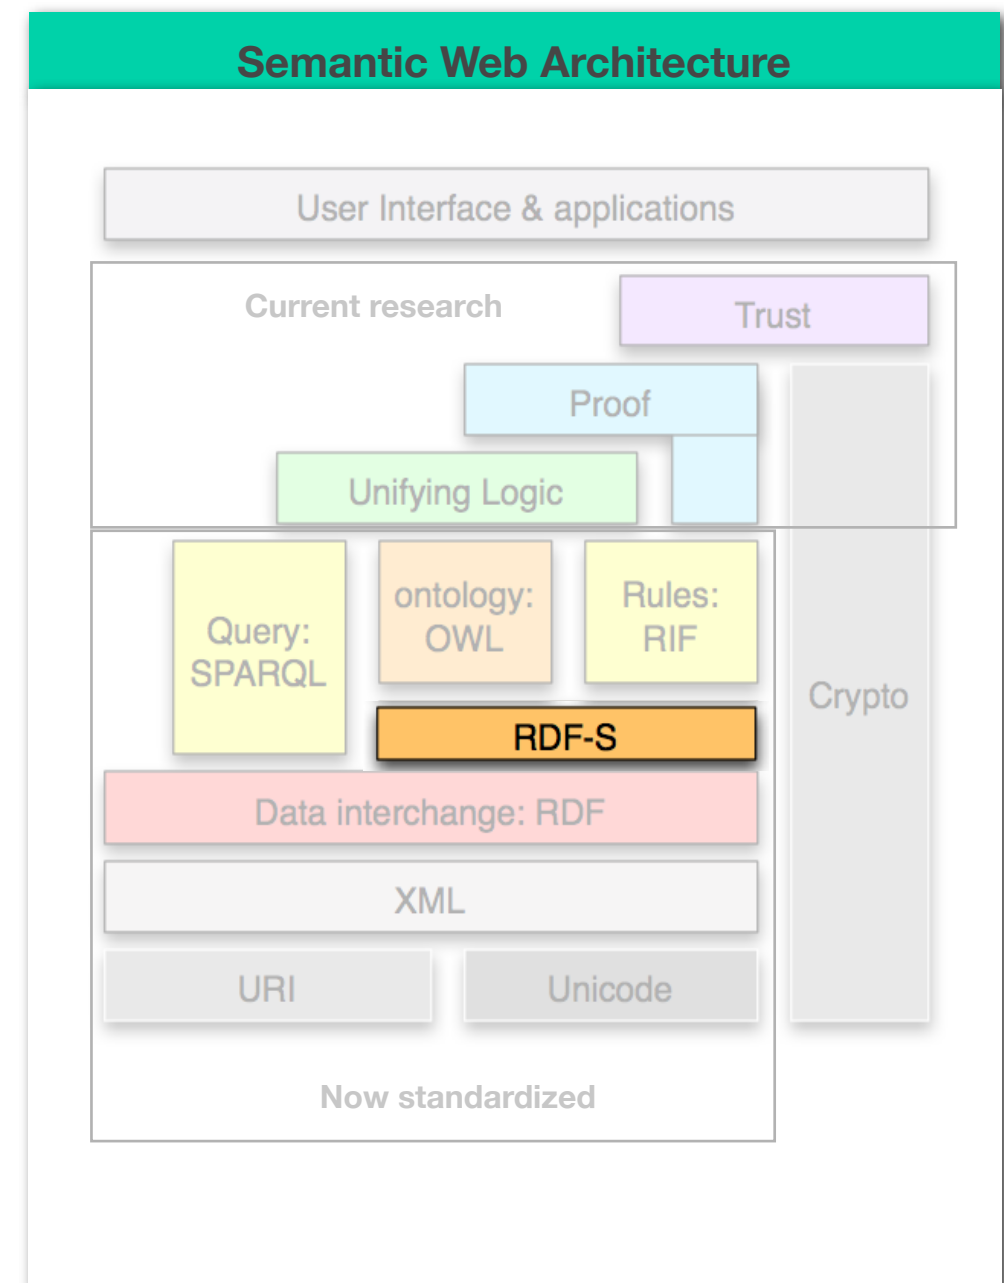 Semantic Web Architecture
User Interface & applications
Current research
Trust
Proof
Unifying Logic
Query:
SPARQL
ontology:
OWL
Rules:
RIF
Crypto
RDF-S
Data interchange: RDF
XML
URI
Unicode
Now standardized